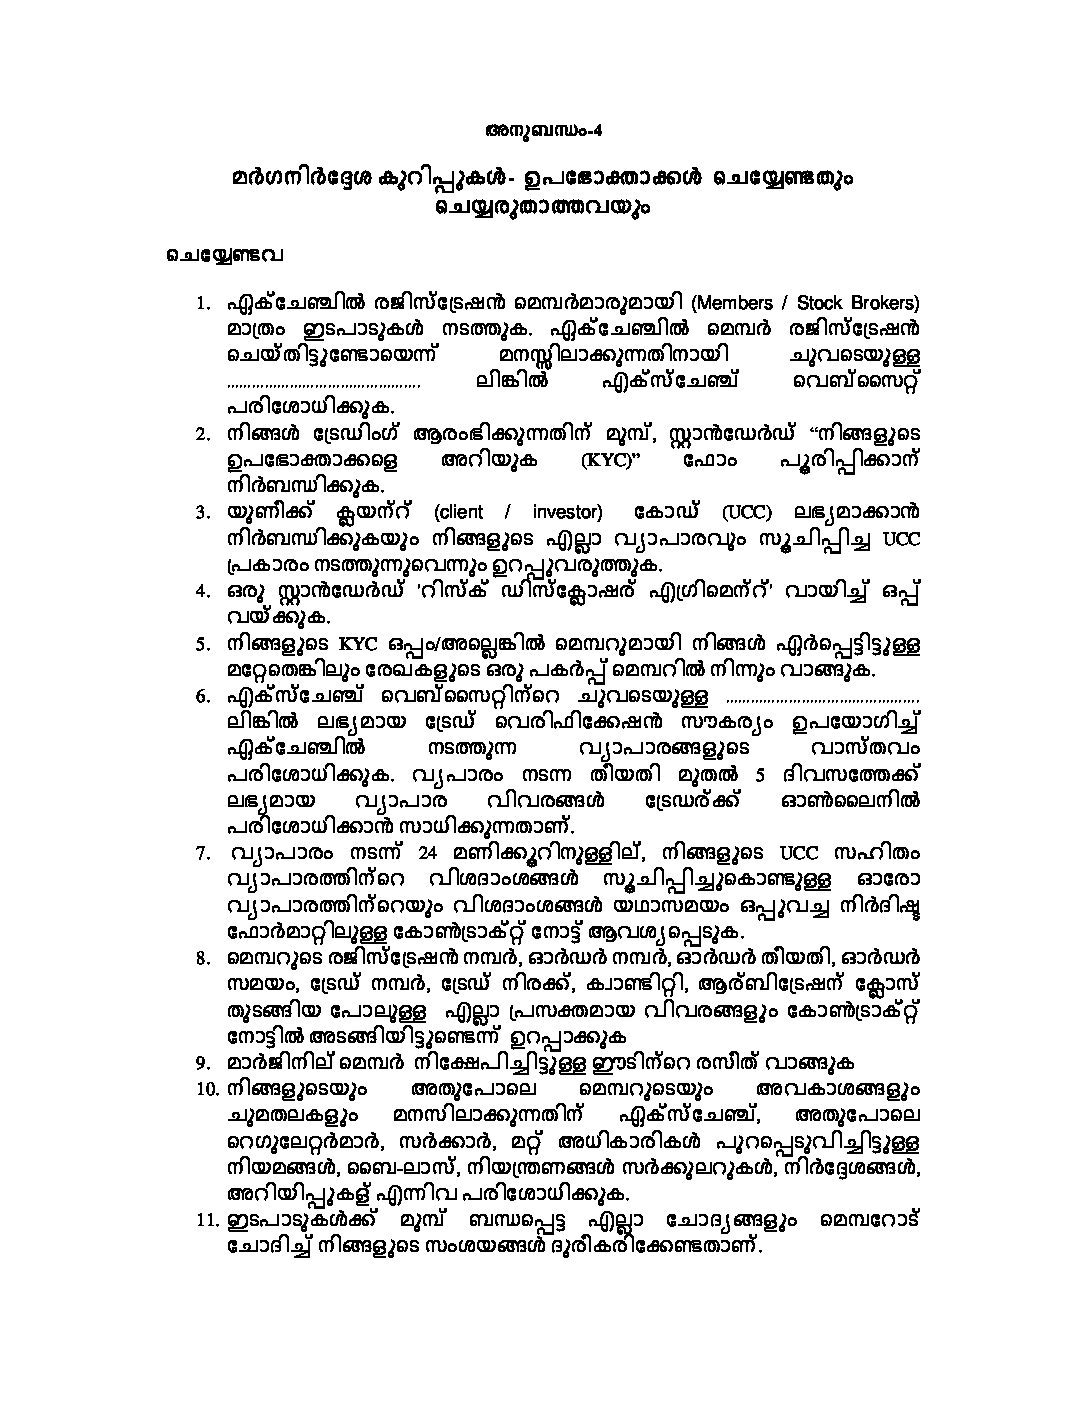 അനുബന്ധം-4
മർഗനിർദ്ദേശ കുറിപ്പുകൾ- ഉപഭോക്താക്കൾ ചെയ്യേണ്ടതും
ചെയ്യരുതാത്തവയും
ചെയ്യേണ്ടവ
1. ഏക്ചേഞ്ചിൽ രജിസ്ട്രേഷൻ മെമ്പർമാരുമായി (Members / Stock Brokers)
മാത്രം ഇടപാടുകൾ നടത്തുക. ഏക്ചേഞ്ചിൽ മെമ്പർ രജിസ്ട്രേഷൻ
ചെയ്തിട്ടുണ്ടോയെന്ന് മനസ്സിലാക്കുന്നതിനായി ചുവടെയുള്ള
............................................ ലിങ്കിൽ എക്സ്ചേഞ്ച് വെബ്സൈറ്റ്
പരിശോധിക്കുക.
2. നിങ്ങൾ ട്രേഡിംഗ് ആരംഭിക്കുന്നതിന് മുമ്പ്, സ്റ്റാൻഡേർഡ് “നിങ്ങളുടെ
ഉപഭോക്താക്കളെ അറിയുക (KYC)” ഫോം പൂരിപ്പിക്കാന്
നിർബന്ധിക്കുക.
3. യുണീക്ക് ക്ലയന്റ് (client / investor) കോഡ് (UCC) ലഭ്യമാക്കാൻ
നിർബന്ധിക്കുകയും നിങ്ങളുടെ എല്ലാ വ്യാപാരവും സൂചിപ്പിച്ച UCC
പ്രകാരം നടത്തുന്നുവെന്നും ഉറപ്പുവരുത്തുക.
4. ഒരു സ്റ്റാൻഡേർഡ് 'റിസ്ക് ഡിസ്ക്ലോഷര് എഗ്രിമെന്റ്' വായിച്ച് ഒപ്പ്
വയ്ക്കുക.
5. നിങ്ങളുടെ KYC ഒപ്പം/അല്ലെങ്കിൽ മെമ്പറുമായി നിങ്ങൾ ഏർപ്പെട്ടിട്ടുള്ള
മറ്റേതെങ്കിലും രേഖകളുടെ ഒരു പകർപ്പ് മെമ്പറിൽ നിന്നും വാങ്ങുക.
6. എക്സ്ചേഞ്ച് വെബ്സൈറ്റിന്റെ ചുവടെയുള്ള ............................................
ലിങ്കിൽ ലഭ്യമായ ട്രേഡ് വെരിഫിക്കേഷൻ സൗകര്യം ഉപയോഗിച്ച്
ഏക്ചേഞ്ചിൽ നടത്തുന്ന വ്യാപാരങ്ങളുടെ വാസ്തവം
പരിശോധിക്കുക. വ്യപാരം നടന്ന തീയതി മുതൽ 5 ദിവസത്തേക്ക്
ലഭ്യമായ വ്യാപാര വിവരങ്ങൾ ട്രേഡര്ക്ക് ഓൺലൈനിൽ
പരിശോധിക്കാൻ സാധിക്കുന്നതാണ്.
7. വ്യാപാരം നടന്ന് 24 മണിക്കൂറിനുള്ളില്, നിങ്ങളുടെ UCC സഹിതം
വ്യാപാരത്തിന്റെ വിശദാംശങ്ങൾ സൂചിപ്പിച്ചുകൊണ്ടുള്ള ഓരോ
വ്യാപാരത്തിന്റെയും വിശദാംശങ്ങൾ യഥാസമയം ഒപ്പുവച്ച നിർദിഷ്ട
ഫോർമാറ്റിലുള്ള കോൺട്രാക്റ്റ് നോട്ട് ആവശ്യപ്പെടുക.
8. മെമ്പറുടെ രജിസ്ട്രേഷൻ നമ്പർ, ഓർഡർ നമ്പർ, ഓർഡർ തീയതി, ഓർഡർ
സമയം, ട്രേഡ് നമ്പർ, ട്രേഡ് നിരക്ക്, ക്വാണ്ടിറ്റി, ആര്ബിട്രേഷന് ക്ലോസ്
തുടങ്ങിയ പോലുള്ള എല്ലാ പ്രസക്തമായ വിവരങ്ങളും കോൺട്രാക്റ്റ്
നോട്ടിൽ അടങ്ങിയിട്ടുണ്ടെന്ന് ഉറപ്പാക്കുക
9. മാർജിനില് മെമ്പർ നിക്ഷേപിച്ചിട്ടുള്ള ഈടിന്റെ രസീത് വാങ്ങുക
10. നിങ്ങളുടെയും അതുപോലെ മെമ്പറുടെയും അവകാശങ്ങളും
ചുമതലകളും മനസിലാക്കുന്നതിന് ഏക്സ്ചേഞ്ച്, അതുപോലെ
റെഗുലേറ്റർമാർ, സർക്കാർ, മറ്റ് അധികാരികൾ പുറപ്പെടുവിച്ചിട്ടുള്ള
നിയമങ്ങൾ, ബൈ-ലാസ്, നിയന്ത്രണങ്ങൾ സർക്കുലറുകൾ, നിർദ്ദേശങ്ങൾ,
അറിയിപ്പുകള് എന്നിവ പരിശോധിക്കുക.
11. ഇടപാടുകൾക്ക് മുമ്പ് ബന്ധപ്പെട്ട എല്ലാ ചോദ്യങ്ങളും മെമ്പറോട്
ചോദിച്ച് നിങ്ങളുടെ സംശയങ്ങൾ ദുരീകരിക്കേണ്ടതാണ്.